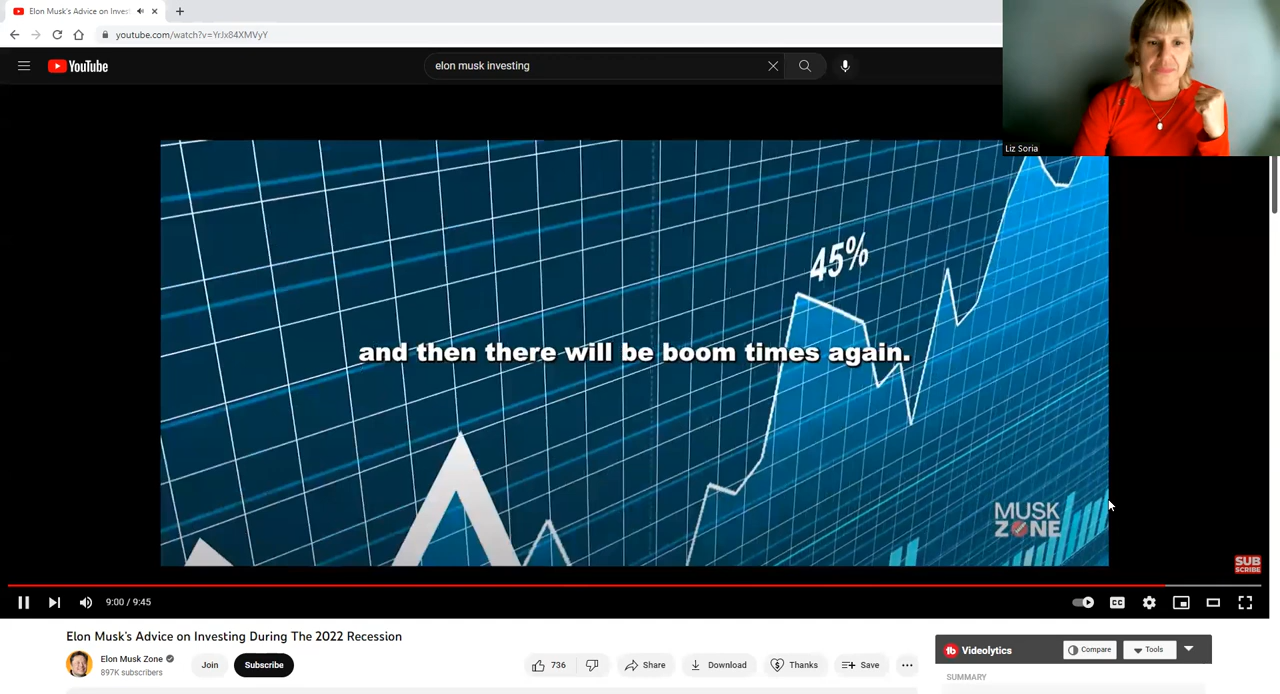 Elon Musk's Advice on Invest
youtube.com/watch?v=YrJx84XMVyY
YouTube
elon musk investing
Liz Soria
45%
and then there will be boom times again.
MUSK
ZONE
SUB
SCRIBE
9:00 / 9:45
CC
Elon Musk's Advice on Investing During The 2022 Recession
Elon Musk Zone
897K subscribers
Join
Subscribe
736
Share
Download
Thanks
Save
tb Videolytics
Compare
Tools
SUMMARY